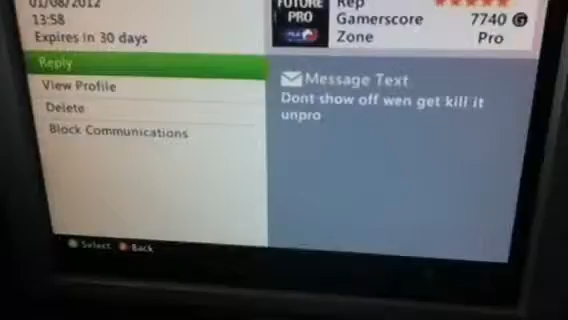 01/08/2012
13:58
Expires in 30 days
Reply
View Profile
Delete
Block Communications
Select Back
FUTURE
PRO
Rep
Gamerscore 7740 G
Zone Pro
Message Text
Dont show off wen get kill it
unpro